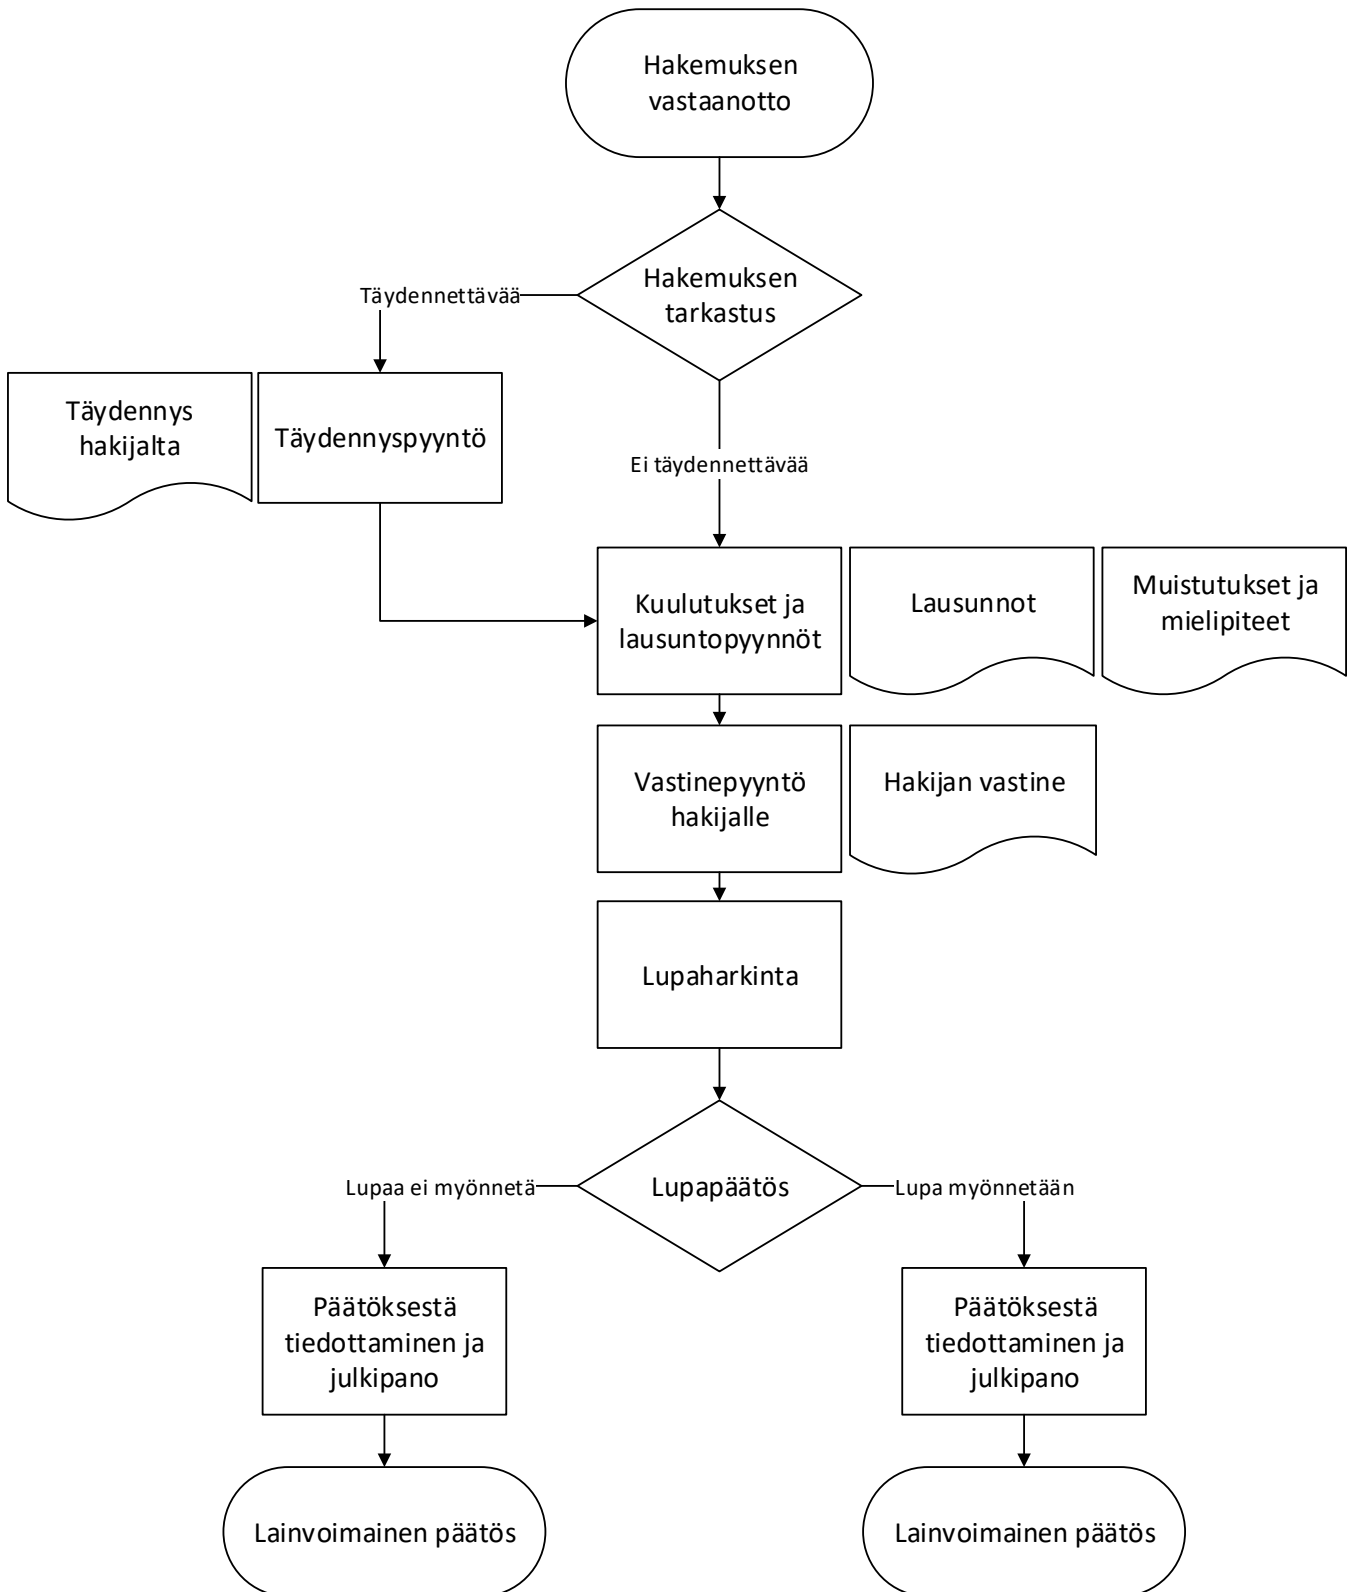 Hakemuksen
vastaanotto
Hakemuksen
tarkastus
Täydennettävää
Täydennys
hakijalta
Täydennyspyyntö
Ei täydennettävää
Kuulutukset ja
lausuntopyynnöt
Lausunnot
Muistutukset ja
mielipiteet
Vastinepyyntö
hakijalle
Hakijan vastine
Lupaharkinta
Lupapäätös
Lupaa ei myönnetä
Lupa myönnetään
Päätöksestä
tiedottaminen ja
julkipano
Päätöksestä
tiedottaminen ja
julkipano
Lainvoimainen päätös
Lainvoimainen päätös